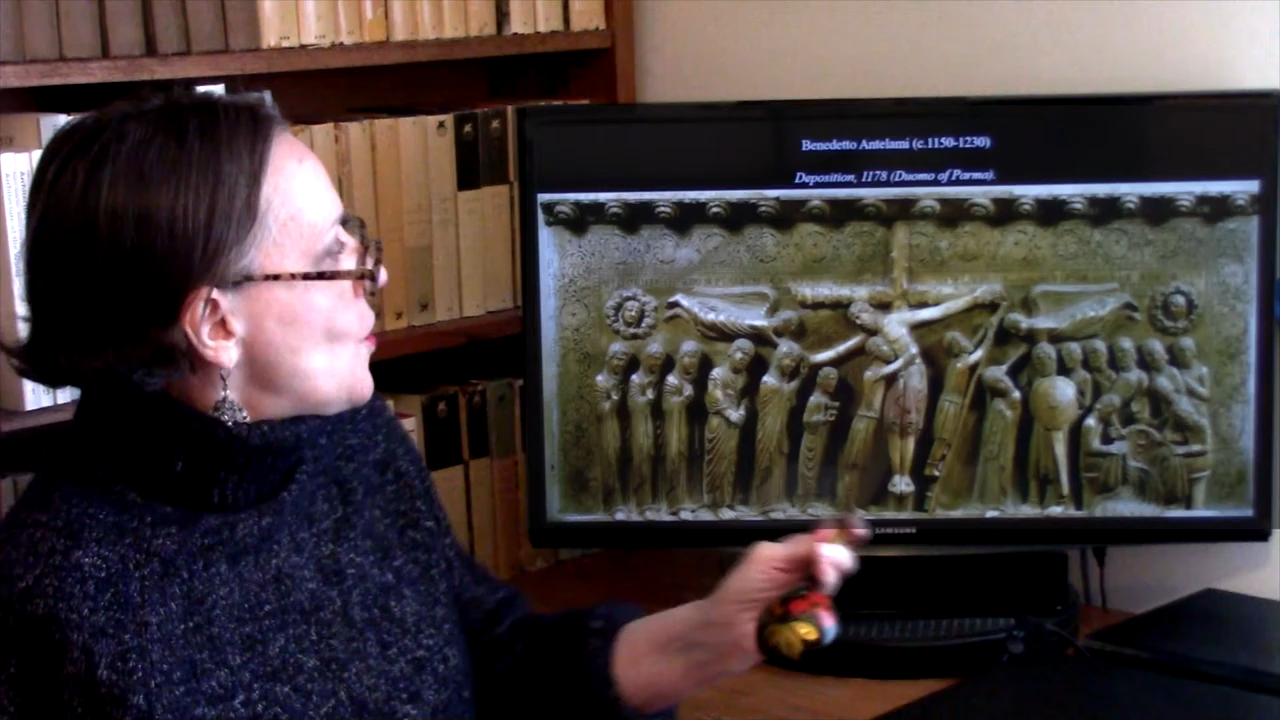 Benedetto Antelami (c.1150-1230)
Deposition, 1178 (Duomo of Parma).
SAMSUNG